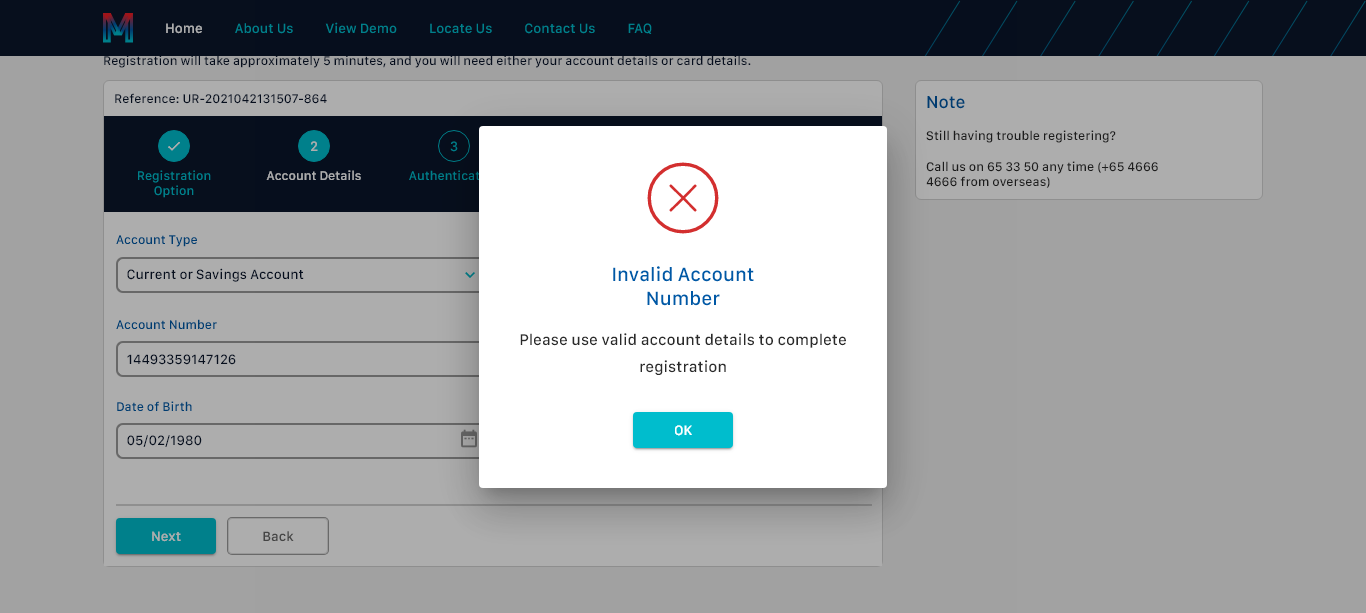 Home About Us View Demo Locate Us Contact Us FAQ
Registration will take approximately 5 minutes, and you will need either your account details or card details.
Reference: UR-2021042131507-864
2 3
Registration
Option
Account Details
Account Type
Current or Savings Account
Account Number
14493359147126
Date of Birth
05/02/1980
Next Back
Invalid Account
Number
Please use valid account details to complete
registration
OK
Note
Still having trouble registering?
Call us on 65 33 50 any time (+65 4666
4666 from overseas)